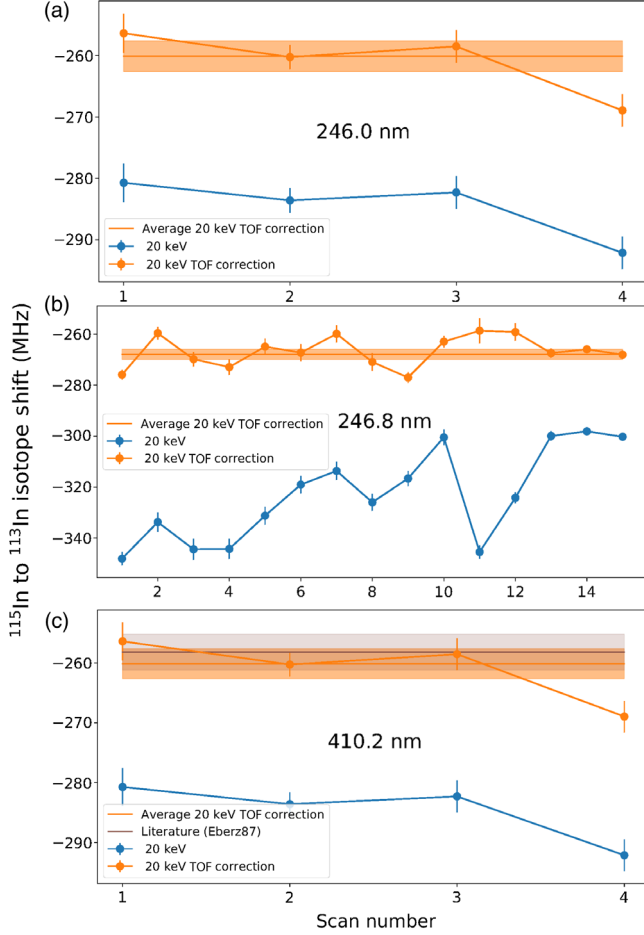 (a)
−260
−270
−280
−290
246.0 nm
Average 20 keV TOF correction
20 keV
20 keV TOF correction
1 2 3 4
(b)
−260
−280
−300
−320
−340
246.8 nm
Average 20 keV TOF correction
20 keV
20 keV TOF correction
2 4 6 8 10 12 14
¹¹⁵In to ¹¹³In isotope shift (MHz)
(c)
−260
−270
−280
−290
410.2 nm
Average 20 keV TOF correction
Literature (Eberz87)
20 keV
20 keV TOF correction
1 2 3 4
Scan number